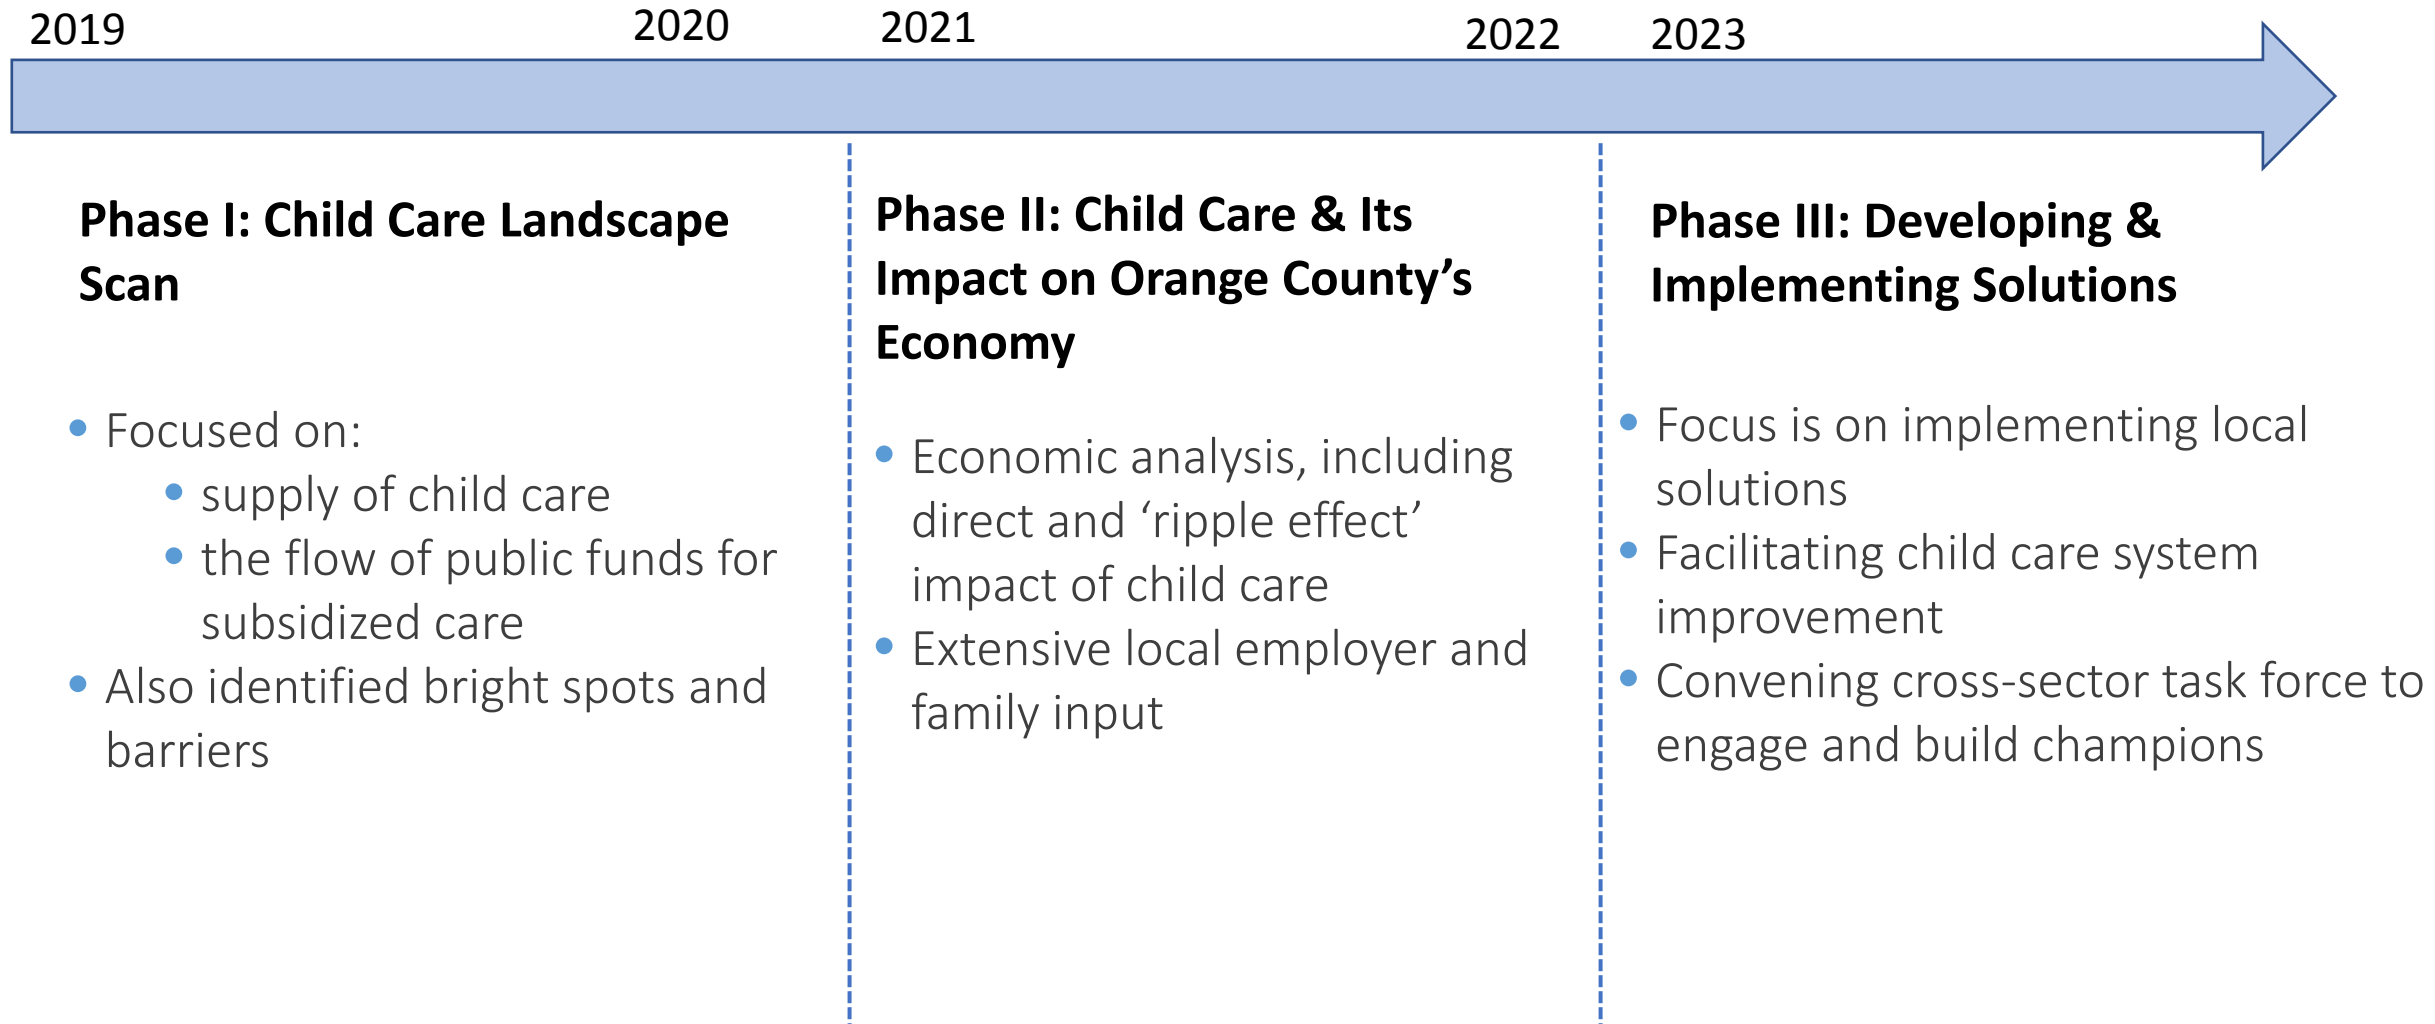 2019
2020
2021
2022
2023
Phase I: Child Care Landscape
Scan
• Focused on:
• supply of child care
• the flow of public funds for
subsidized care
• Also identified bright spots and
barriers
Phase II: Child Care & Its
Impact on Orange County’s
Economy
• Economic analysis, including
direct and ‘ripple effect’
impact of child care
• Extensive local employer and
family input
Phase III: Developing &
Implementing Solutions
• Focus is on implementing local
solutions
• Facilitating child care system
improvement
• Convening cross-sector task force to
engage and build champions